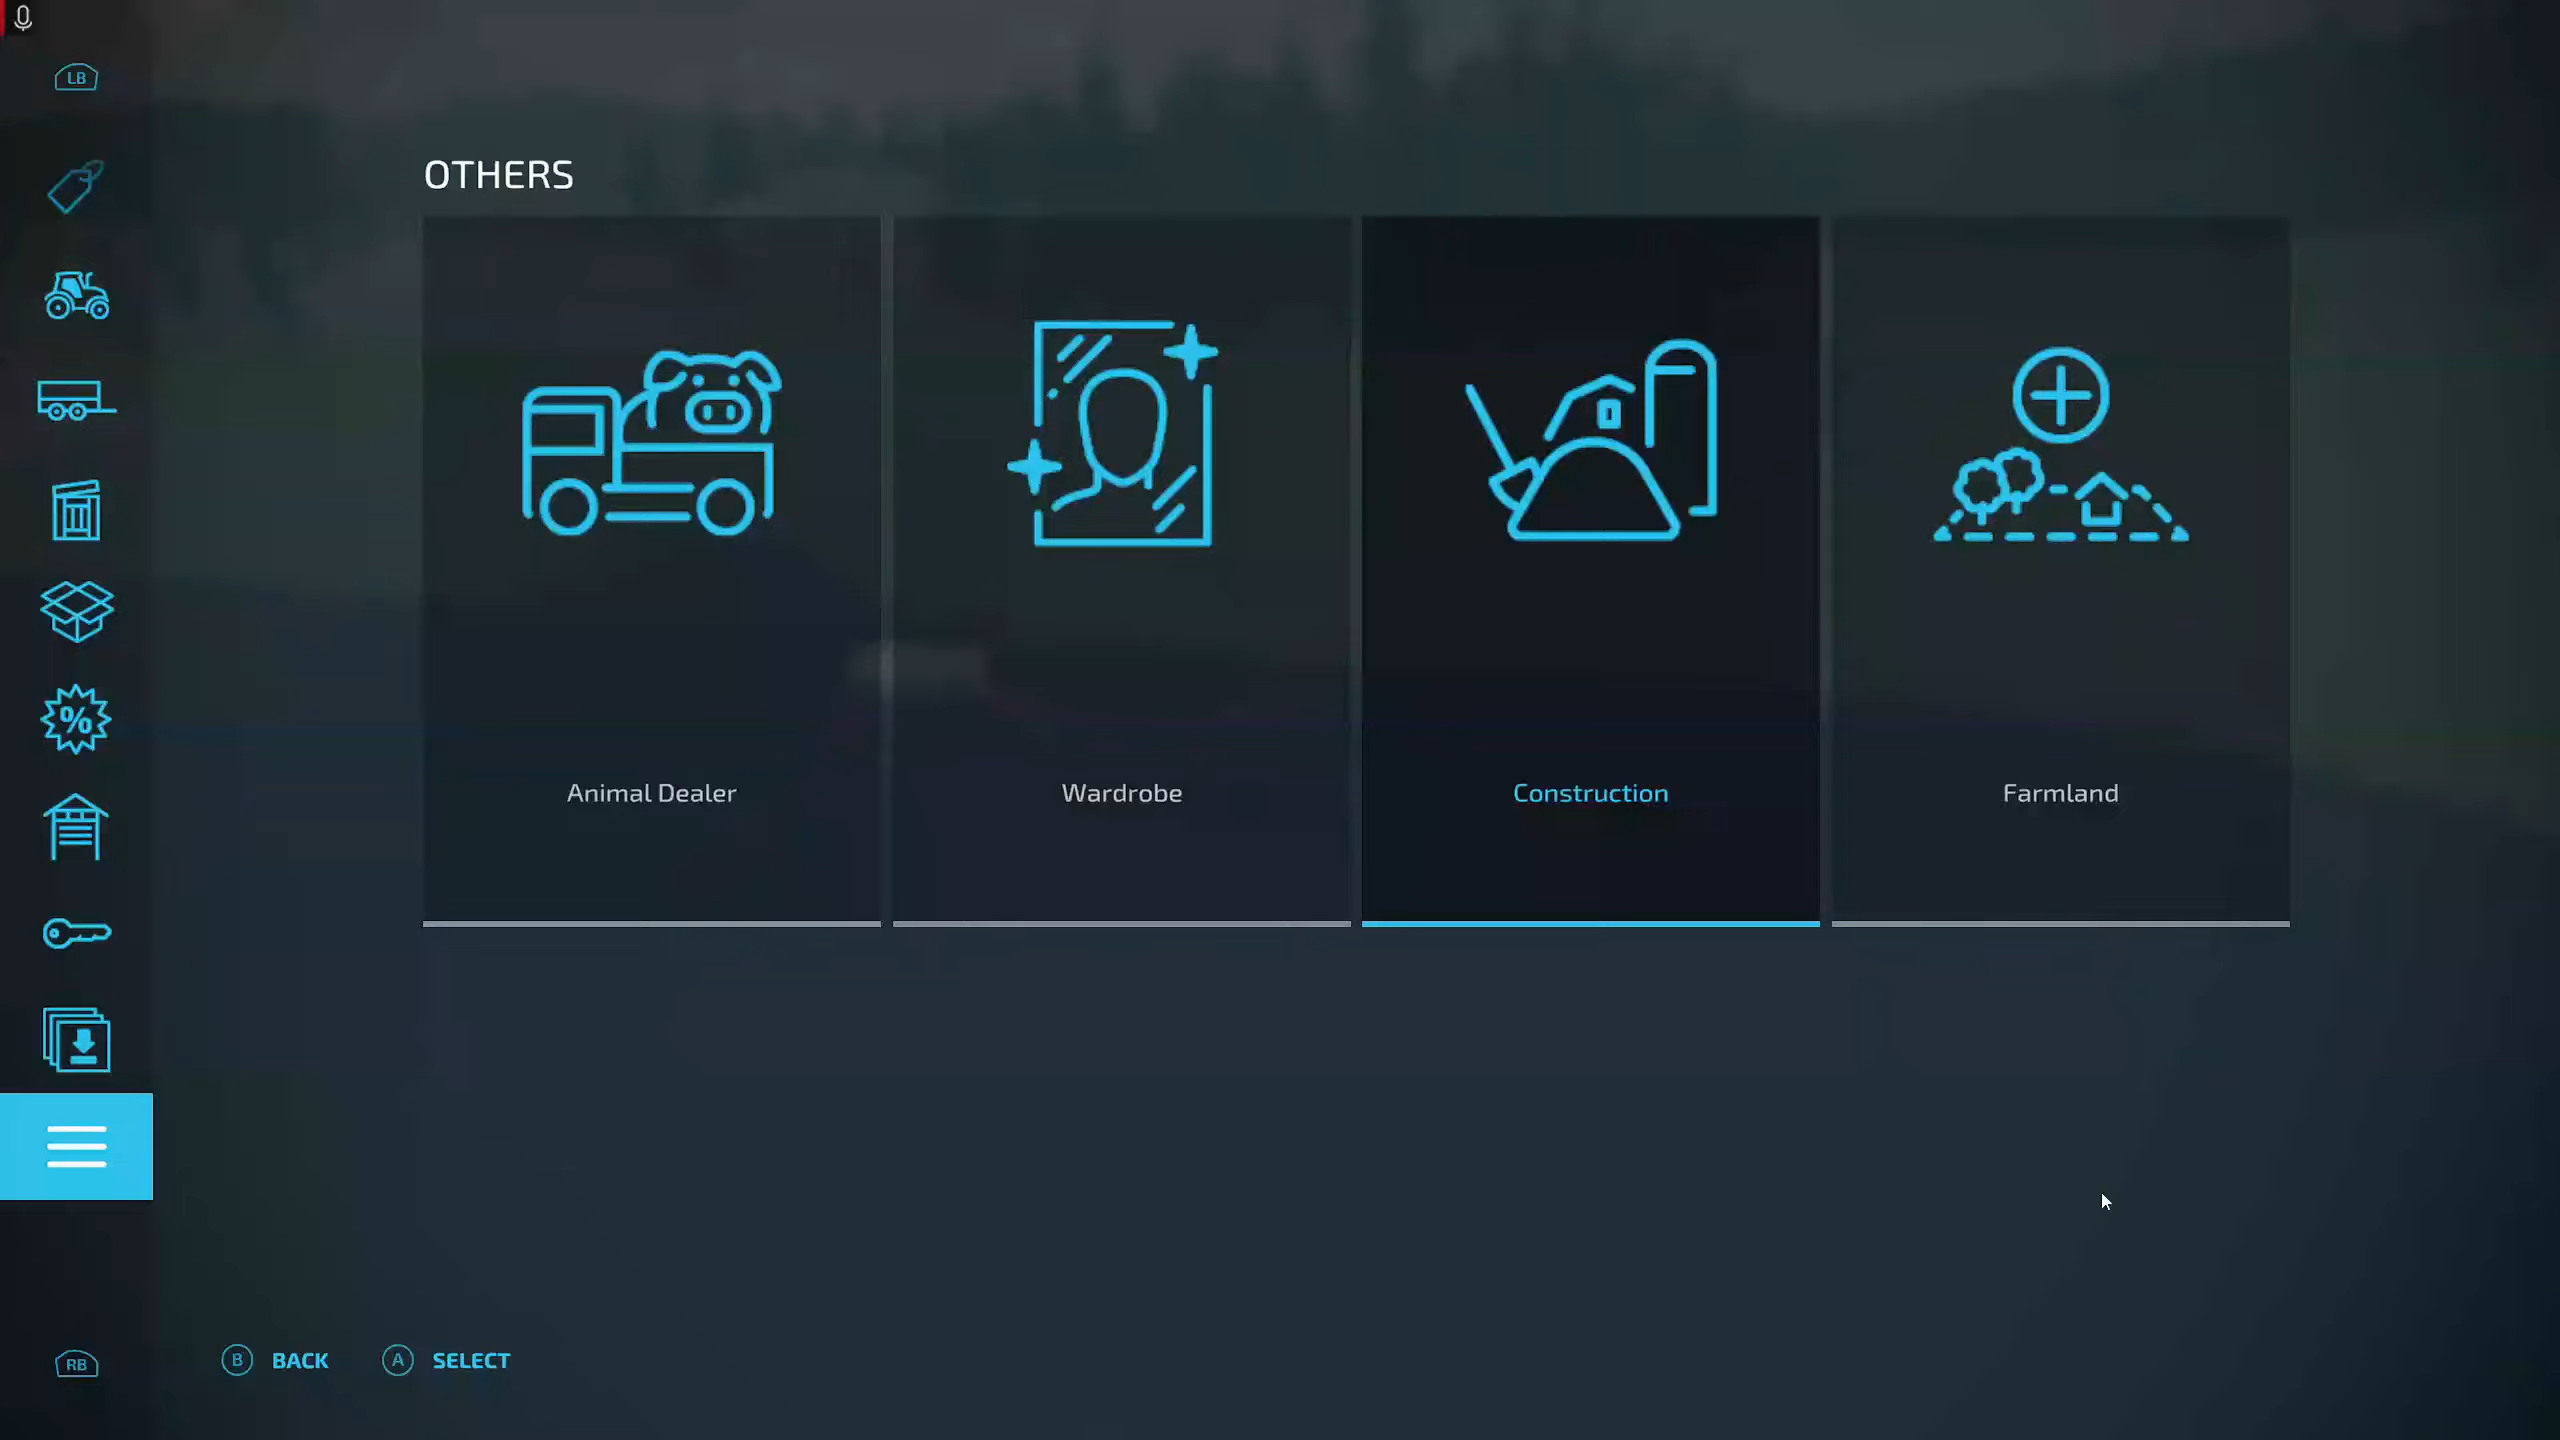 LB
OTHERS
Animal Dealer
Wardrobe
Construction
Farmland
%
RB
B BACK A SELECT